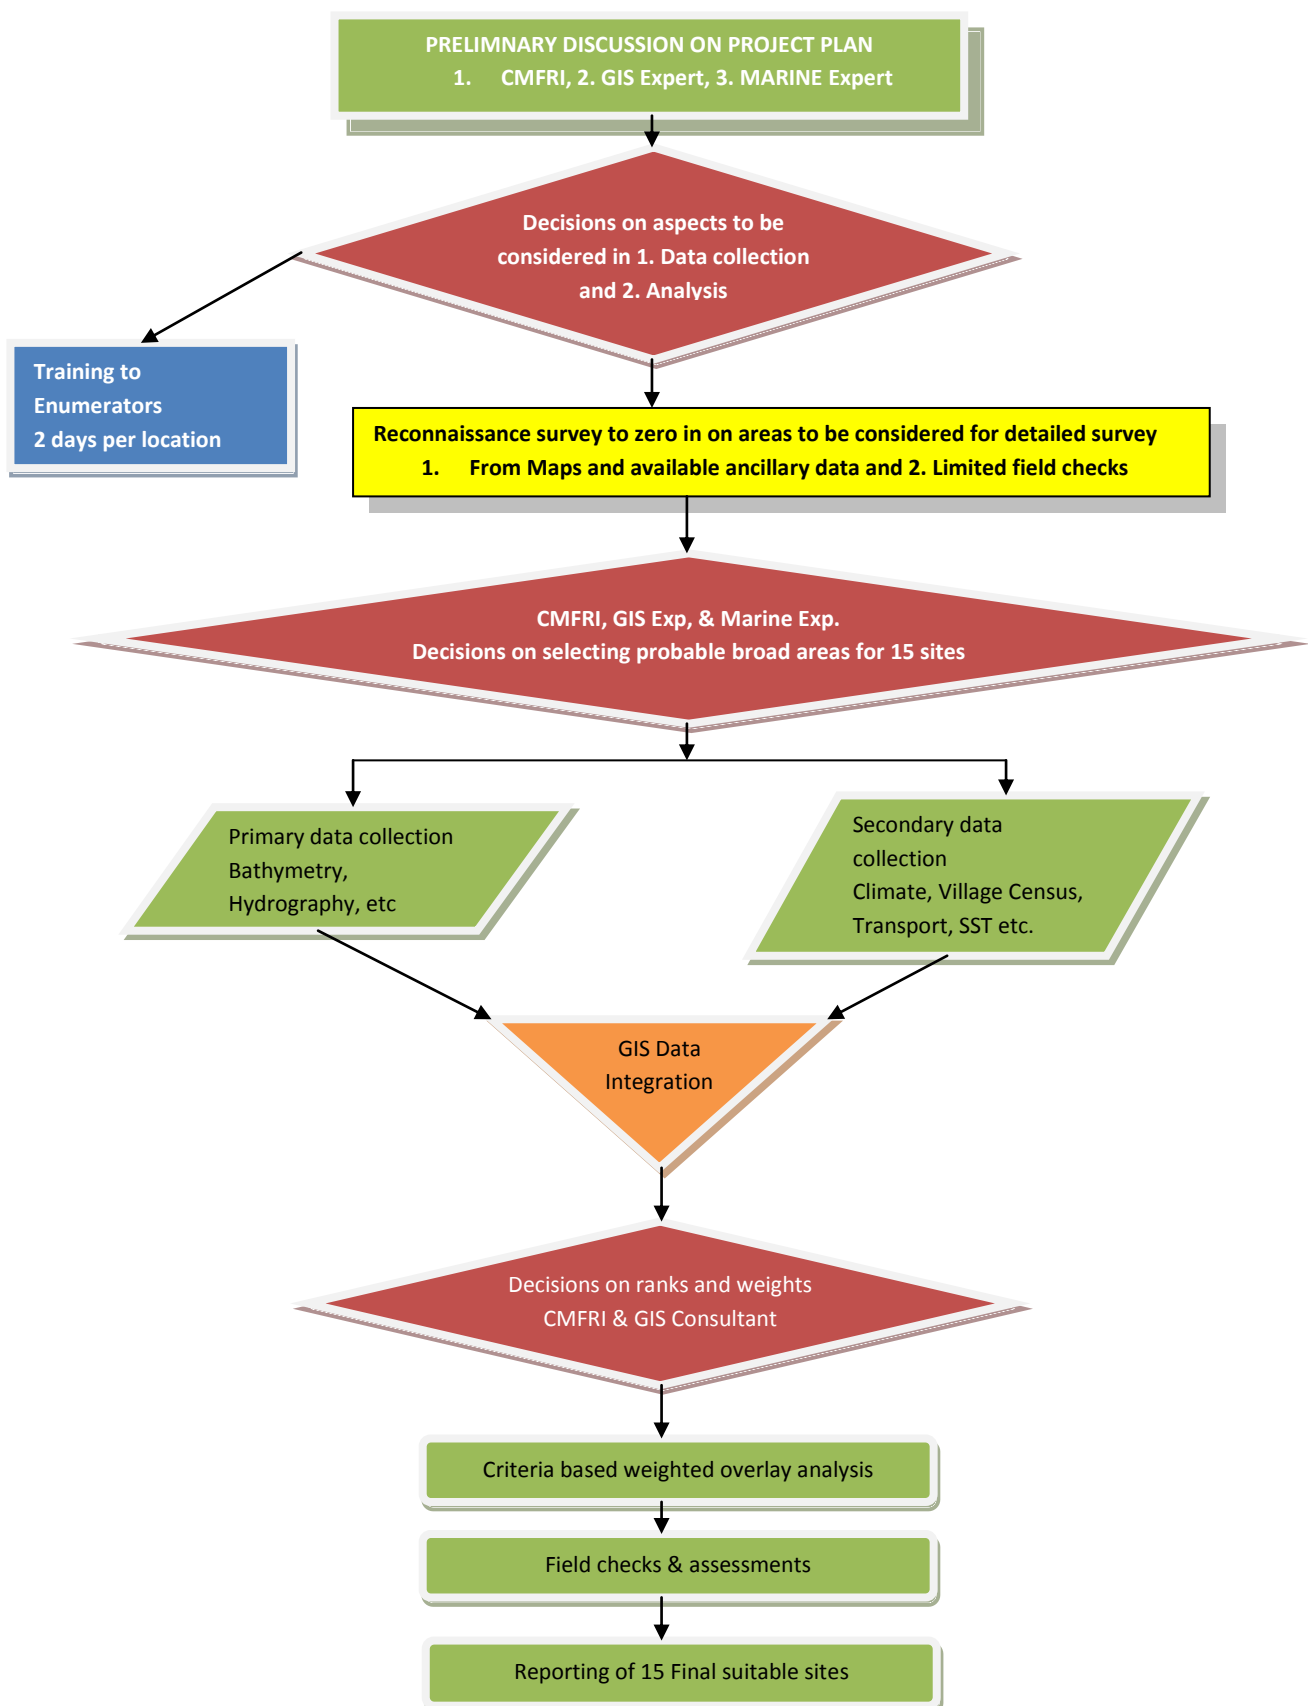 PRELIMNARY DISCUSSION ON PROJECT PLAN
1. CMFRI, 2. GIS Expert, 3. MARINE Expert
Decisions on aspects to be
considered in 1. Data collection
and 2. Analysis
Training to
Enumerators
2 days per location
Reconnaissance survey to zero in on areas to be considered for detailed survey
1. From Maps and available ancillary data and 2. Limited field checks
CMFRI, GIS Exp, & Marine Exp.
Decisions on selecting probable broad areas for 15 sites
Primary data collection
Bathymetry,
Hydrography, etc
Secondary data
collection
Climate, Village Census,
Transport, SST etc.
GIS Data
Integration
Decisions on ranks and weights
CMFRI & GIS Consultant
Criteria based weighted overlay analysis
Field checks & assessments
Reporting of 15 Final suitable sites